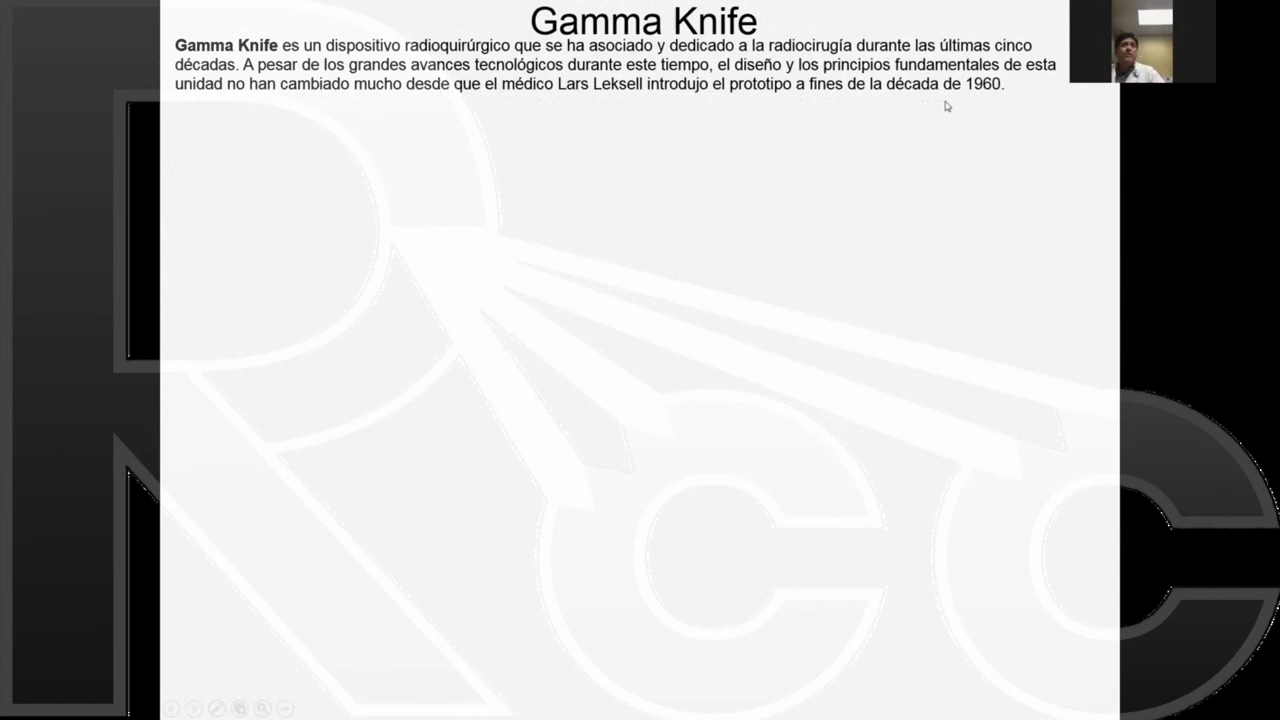 Gamma Knife
Gamma Knife es un dispositivo radioquirúrgico que se ha asociado y dedicado a la radiocirugía durante las últimas cinco
décadas. A pesar de los grandes avances tecnológicos durante este tiempo, el diseño y los principios fundamentales de esta
unidad no han cambiado mucho desde que el médico Lars Leksell introdujo el prototipo a fines de la década de 1960.
Rcc